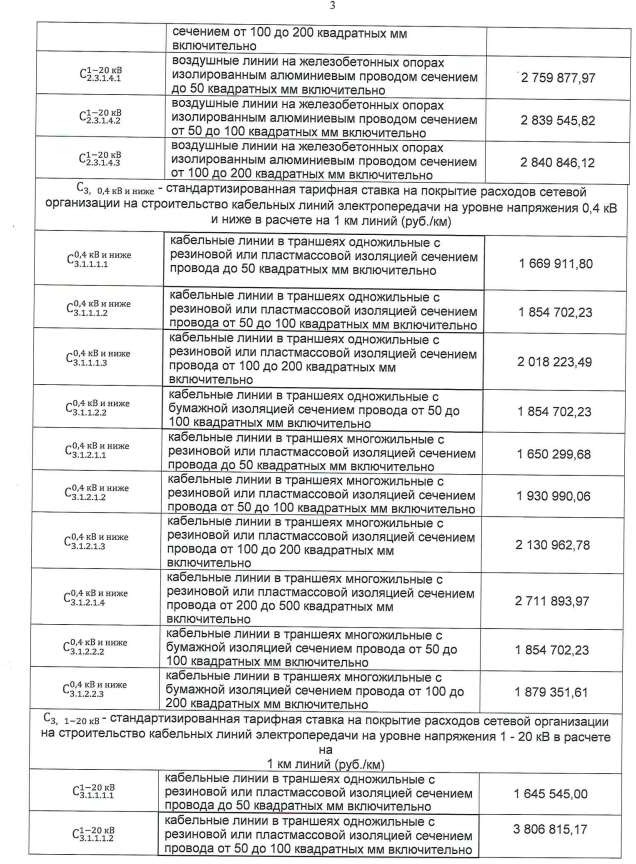 3
сечением от 100 до 200 квадратных мм
включительно
C 1–20 кВ 2.3.1.4.1
воздушные линии на железобетонных опорах
изолированным алюминиевым проводом сечением
до 50 квадратных мм включительно
2 759 877,97
C 1–20 кВ 2.3.1.4.2
воздушные линии на железобетонных опорах
изолированным алюминиевым проводом сечением
от 50 до 100 квадратных мм включительно
2 839 545,82
C 1–20 кВ 2.3.1.4.3
воздушные линии на железобетонных опорах
изолированным алюминиевым проводом сечением
от 100 до 200 квадратных мм включительно
2 840 846,12
C3, 0,4 кВ и ниже - стандартизированная тарифная ставка на покрытие расходов сетевой
организации на строительство кабельных линий электропередачи на уровне напряжения 0,4 кВ
и ниже в расчете на 1 км линий (руб./км)
C 0,4 кВ и ниже 3.1.1.1.1
кабельные линии в траншеях одножильные с
резиновой или пластмассовой изоляцией сечением
провода до 50 квадратных мм включительно
1 669 911,80
C 0,4 кВ и ниже 3.1.1.1.2
кабельные линии в траншеях одножильные с
резиновой или пластмассовой изоляцией сечением
провода от 50 до 100 квадратных мм включительно
1 854 702,23
C 0,4 кВ и ниже 3.1.1.1.3
кабельные линии в траншеях одножильные с
резиновой или пластмассовой изоляцией сечением
провода от 100 до 200 квадратных мм
включительно
2 018 223,49
C 0,4 кВ и ниже 3.1.1.2.2
кабельные линии в траншеях одножильные с
бумажной изоляцией сечением провода от 50 до
100 квадратных мм включительно
1 854 702,23
C 0,4 кВ и ниже 3.1.2.1.1
кабельные линии в траншеях многожильные с
резиновой или пластмассовой изоляцией сечением
провода до 50 квадратных мм включительно
1 650 299,68
C 0,4 кВ и ниже 3.1.2.1.2
кабельные линии в траншеях многожильные с
резиновой или пластмассовой изоляцией сечением
провода от 50 до 100 квадратных мм включительно
1 930 990,06
C 0,4 кВ и ниже 3.1.2.1.3
кабельные линии в траншеях многожильные с
резиновой или пластмассовой изоляцией сечением
провода от 100 до 200 квадратных мм
включительно
2 130 962,78
C 0,4 кВ и ниже 3.1.2.1.4
кабельные линии в траншеях многожильные с
резиновой или пластмассовой изоляцией сечением
провода от 200 до 500 квадратных мм
включительно
2 711 893,97
C 0,4 кВ и ниже 3.1.2.2.2
кабельные линии в траншеях многожильные с
бумажной изоляцией сечением провода от 50 до
100 квадратных мм включительно
1 854 702,23
C 0,4 кВ и ниже 3.1.2.2.3
кабельные линии в траншеях многожильные с
бумажной изоляцией сечением провода от 100 до
200 квадратных мм включительно
1 879 351,61
C3, 1–20 кВ - стандартизированная тарифная ставка на покрытие расходов сетевой организации
на строительство кабельных линий электропередачи на уровне напряжения 1 - 20 кВ в расчете
на
1 км линий (руб./км)
C 1–20 кВ 3.1.1.1.1
кабельные линии в траншеях одножильные с
резиновой или пластмассовой изоляцией сечением
провода до 50 квадратных мм включительно
1 645 545,00
C 1–20 кВ 3.1.1.1.2
кабельные линии в траншеях одножильные с
резиновой или пластмассовой изоляцией сечением
провода от 50 до 100 квадратных мм включительно
3 806 815,17